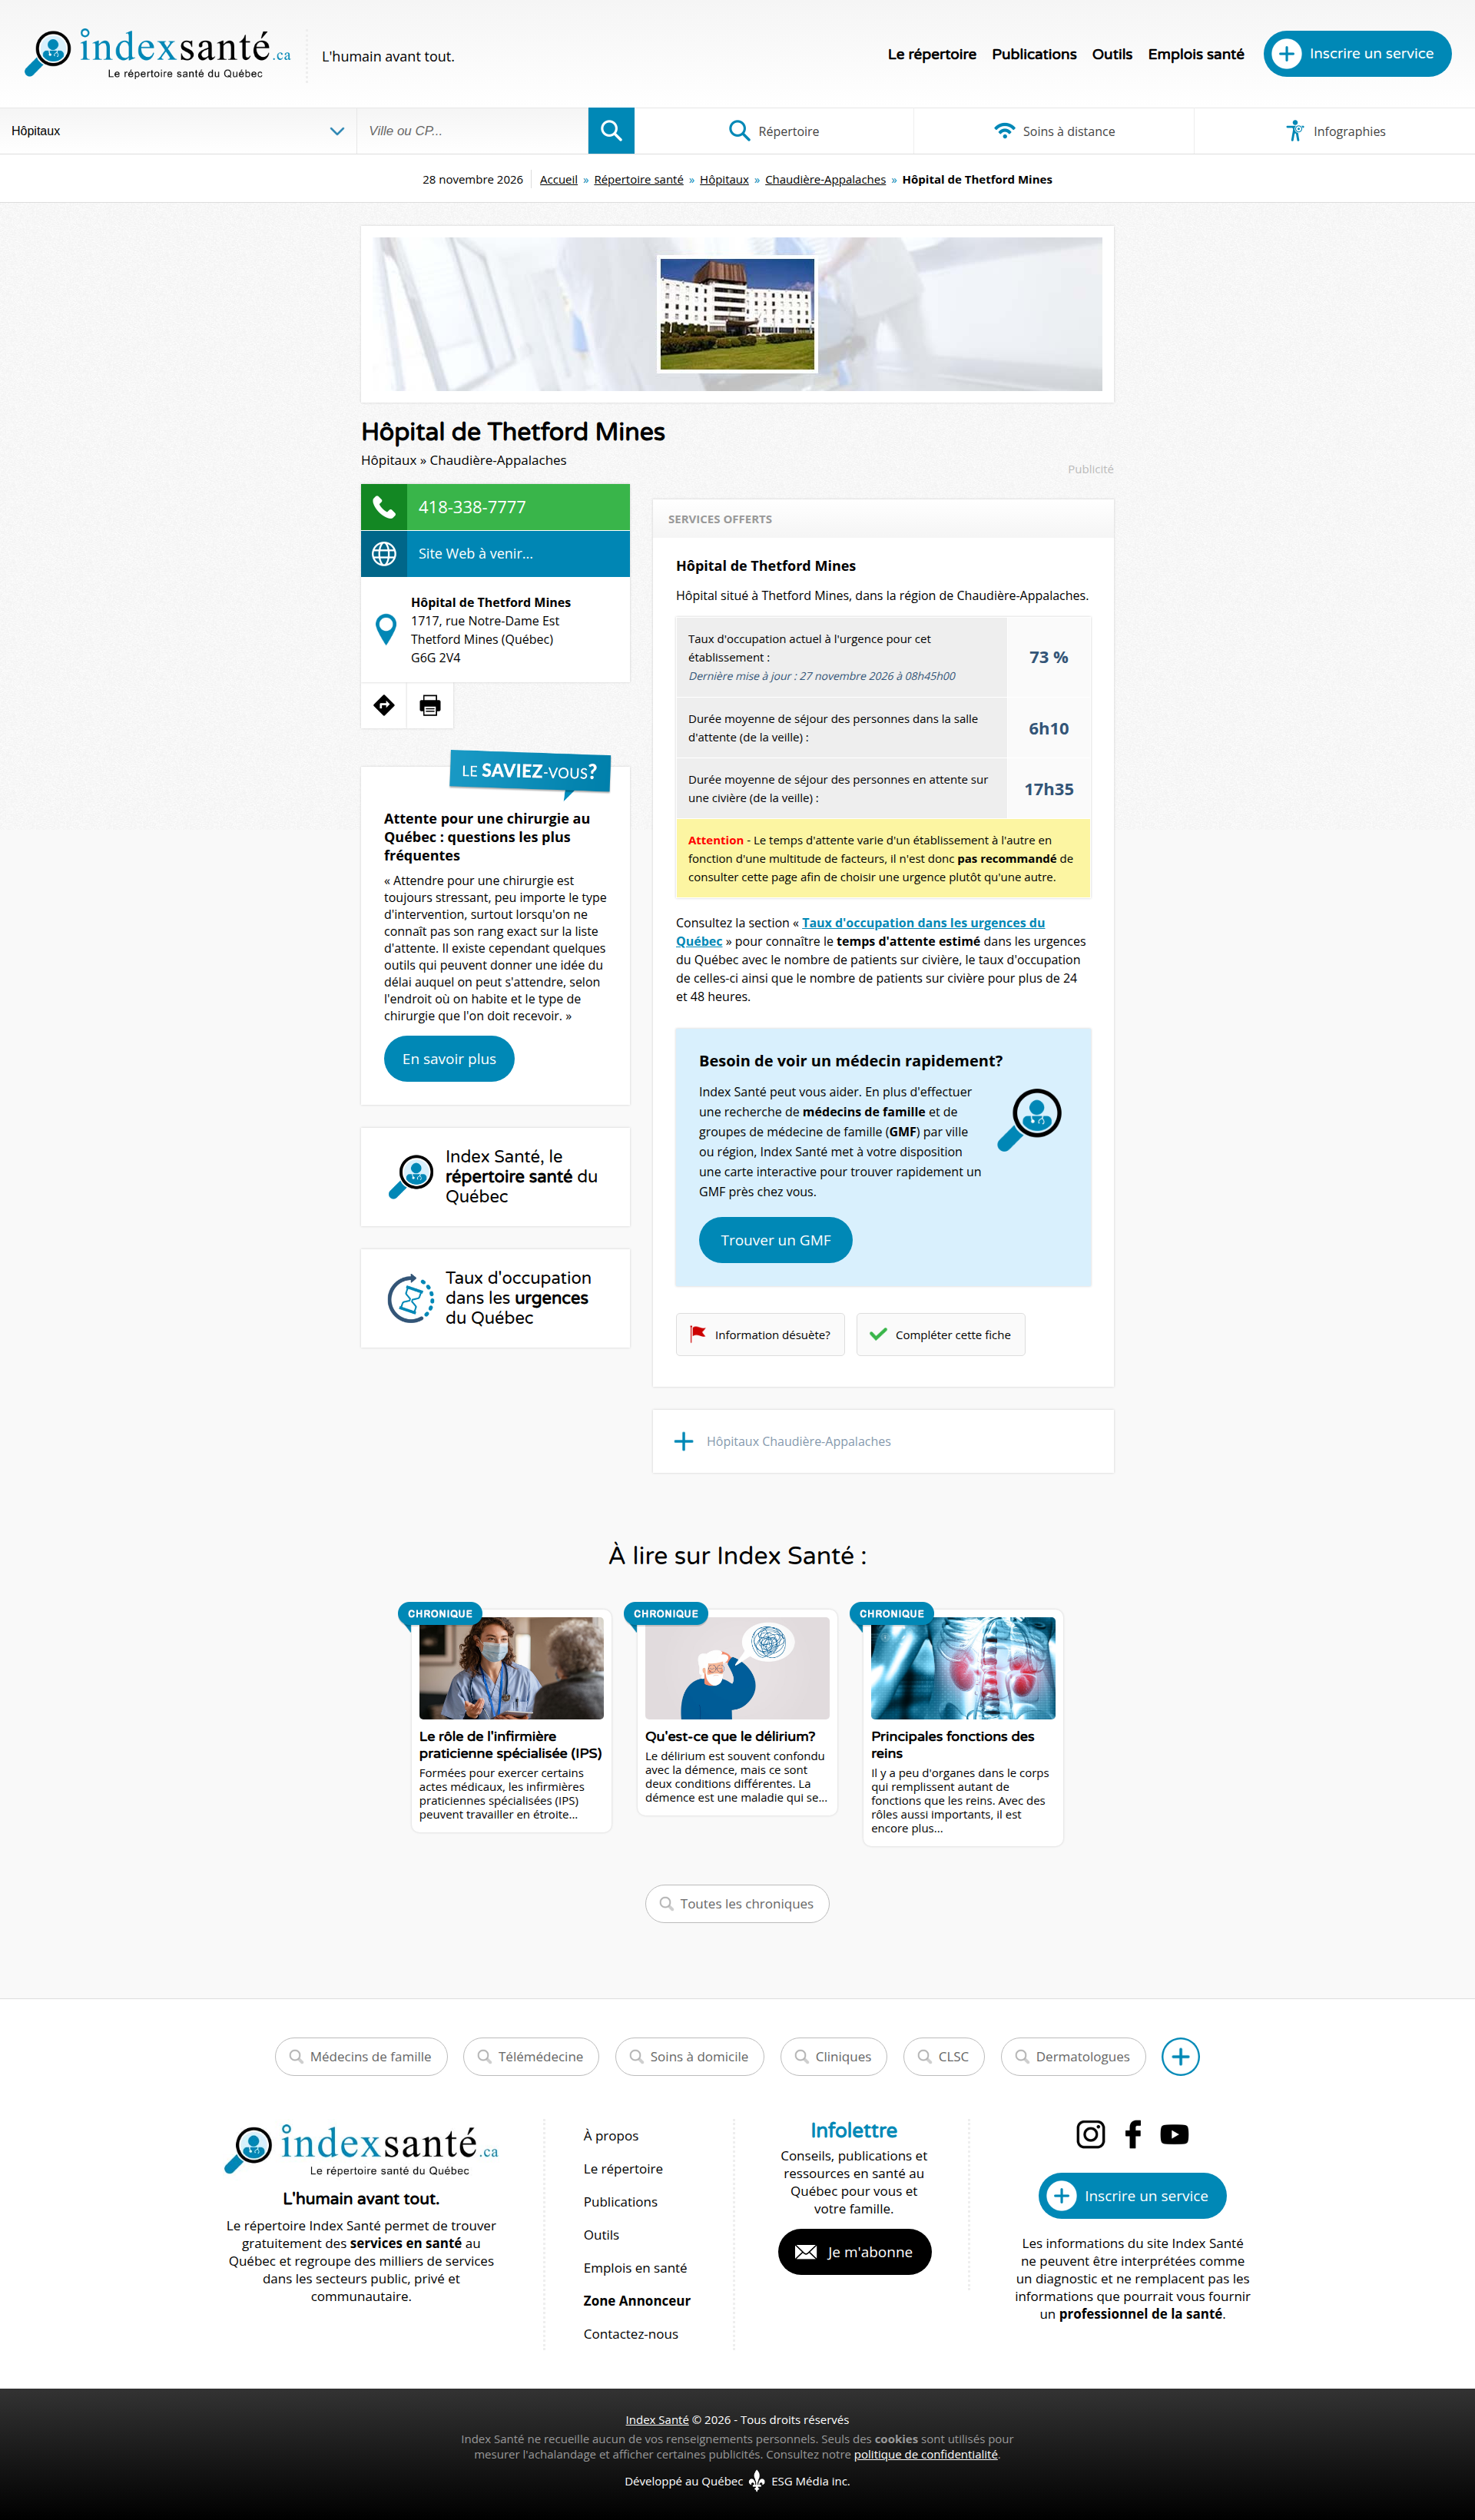 indexsanté.ca
Le répertoire santé du Québec
L'humain avant tout.
Le répertoire
Publications
Outils
Emplois santé
Inscrire un service
Hôpitaux
Ville ou CP...
Répertoire
Soins à distance
Infographies
28 novembre 2026
Accueil » Répertoire santé » Hôpitaux » Chaudière-Appalaches » Hôpital de Thetford Mines
Hôpital de Thetford Mines
Hôpitaux » Chaudière-Appalaches
Publicité
418-338-7777
Site Web à venir...
Hôpital de Thetford Mines
1717, rue Notre-Dame Est
Thetford Mines (Québec)
G6G 2V4
LE SAVIEZ-VOUS?
Attente pour une chirurgie au
Québec : questions les plus
fréquentes
« Attendre pour une chirurgie est
toujours stressant, peu importe le type
d'intervention, surtout lorsqu'on ne
connaît pas son rang exact sur la liste
d'attente. Il existe cependant quelques
outils qui peuvent donner une idée du
délai auquel on peut s'attendre, selon
l'endroit où on habite et le type de
chirurgie que l'on doit recevoir. »
En savoir plus
Index Santé, le
répertoire santé du
Québec
Taux d'occupation
dans les urgences
du Québec
SERVICES OFFERTS
Hôpital de Thetford Mines
Hôpital situé à Thetford Mines, dans la région de Chaudière-Appalaches.
Taux d'occupation actuel à l'urgence pour cet
établissement :
Dernière mise à jour : 27 novembre 2026 à 08h45h00
73 %
Durée moyenne de séjour des personnes dans la salle
d'attente (de la veille) :
6h10
Durée moyenne de séjour des personnes en attente sur
une civière (de la veille) :
17h35
Attention - Le temps d'attente varie d'un établissement à l'autre en
fonction d'une multitude de facteurs, il n'est donc pas recommandé de
consulter cette page afin de choisir une urgence plutôt qu'une autre.
Consultez la section « Taux d'occupation dans les urgences du
Québec » pour connaître le temps d'attente estimé dans les urgences
du Québec avec le nombre de patients sur civière, le taux d'occupation
de celles-ci ainsi que le nombre de patients sur civière pour plus de 24
et 48 heures.
Besoin de voir un médecin rapidement?
Index Santé peut vous aider. En plus d'effectuer
une recherche de médecins de famille et de
groupes de médecine de famille (GMF) par ville
ou région, Index Santé met à votre disposition
une carte interactive pour trouver rapidement un
GMF près chez vous.
Trouver un GMF
Information désuète?
Compléter cette fiche
Hôpitaux Chaudière-Appalaches
À lire sur Index Santé :
CHRONIQUE
Le rôle de l'infirmière
praticienne spécialisée (IPS)
Formées pour exercer certains
actes médicaux, les infirmières
praticiennes spécialisées (IPS)
peuvent travailler en étroite...
CHRONIQUE
Qu'est-ce que le délirium?
Le délirium est souvent confondu
avec la démence, mais ce sont
deux conditions différentes. La
démence est une maladie qui se...
CHRONIQUE
Principales fonctions des
reins
Il y a peu d'organes dans le corps
qui remplissent autant de
fonctions que les reins. Avec des
rôles aussi importants, il est
encore plus...
Toutes les chroniques
Médecins de famille
Télémédecine
Soins à domicile
Cliniques
CLSC
Dermatologues
indexsanté.ca
Le répertoire santé du Québec
L'humain avant tout.
Le répertoire Index Santé permet de trouver
gratuitement des services en santé au
Québec et regroupe des milliers de services
dans les secteurs public, privé et
communautaire.
À propos
Le répertoire
Publications
Outils
Emplois en santé
Zone Annonceur
Contactez-nous
Infolettre
Conseils, publications et
ressources en santé au
Québec pour vous et
votre famille.
Je m'abonne
Inscrire un service
Les informations du site Index Santé
ne peuvent être interprétées comme
un diagnostic et ne remplacent pas les
informations que pourrait vous fournir
un professionnel de la santé.
Index Santé © 2026 - Tous droits réservés
Index Santé ne recueille aucun de vos renseignements personnels. Seuls des cookies sont utilisés pour
mesurer l'achalandage et afficher certaines publicités. Consultez notre politique de confidentialité.
Développé au Québec ESG Média inc.